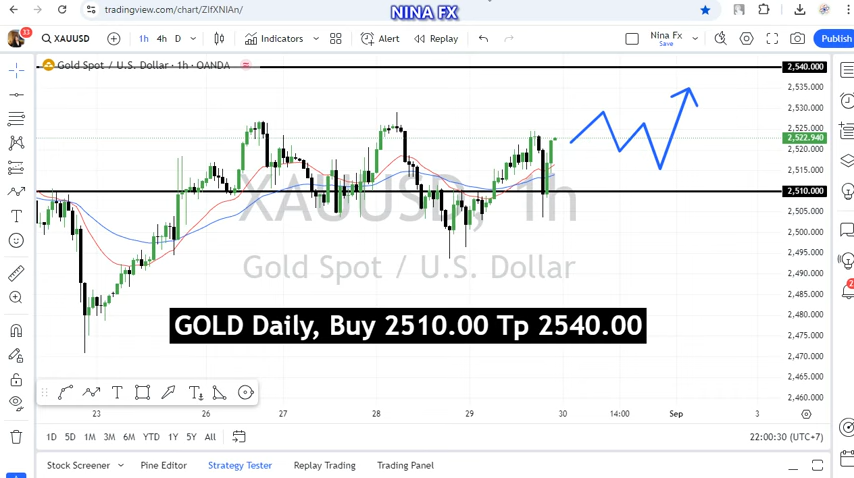 tradingview.com/chart/ZIfXNIAn/
NINA FX
33
XAUUSD
1h 4h D
Indicators
Alert
Replay
Nina Fx
Save
Publish
Gold Spot / U.S. Dollar · 1h · OANDA
2,540.000
2,535.000
2,530.000
2,525.000
2,522.940
2,520.000
2,515.000
2,510.000
2,505.000
2,500.000
2,495.000
2,490.000
2,485.000
2,480.000
2,475.000
2,470.000
2,465.000
2,460.000
XAUUSD, 1h
Gold Spot / U.S. Dollar
GOLD Daily, Buy 2510.00 Tp 2540.00
23 26 27 28 29 30 14:00 Sep 3
1D 5D 1M 3M 6M YTD 1Y 5Y All
22:00:30 (UTC+7)
Stock Screener Pine Editor Strategy Tester Replay Trading Trading Panel